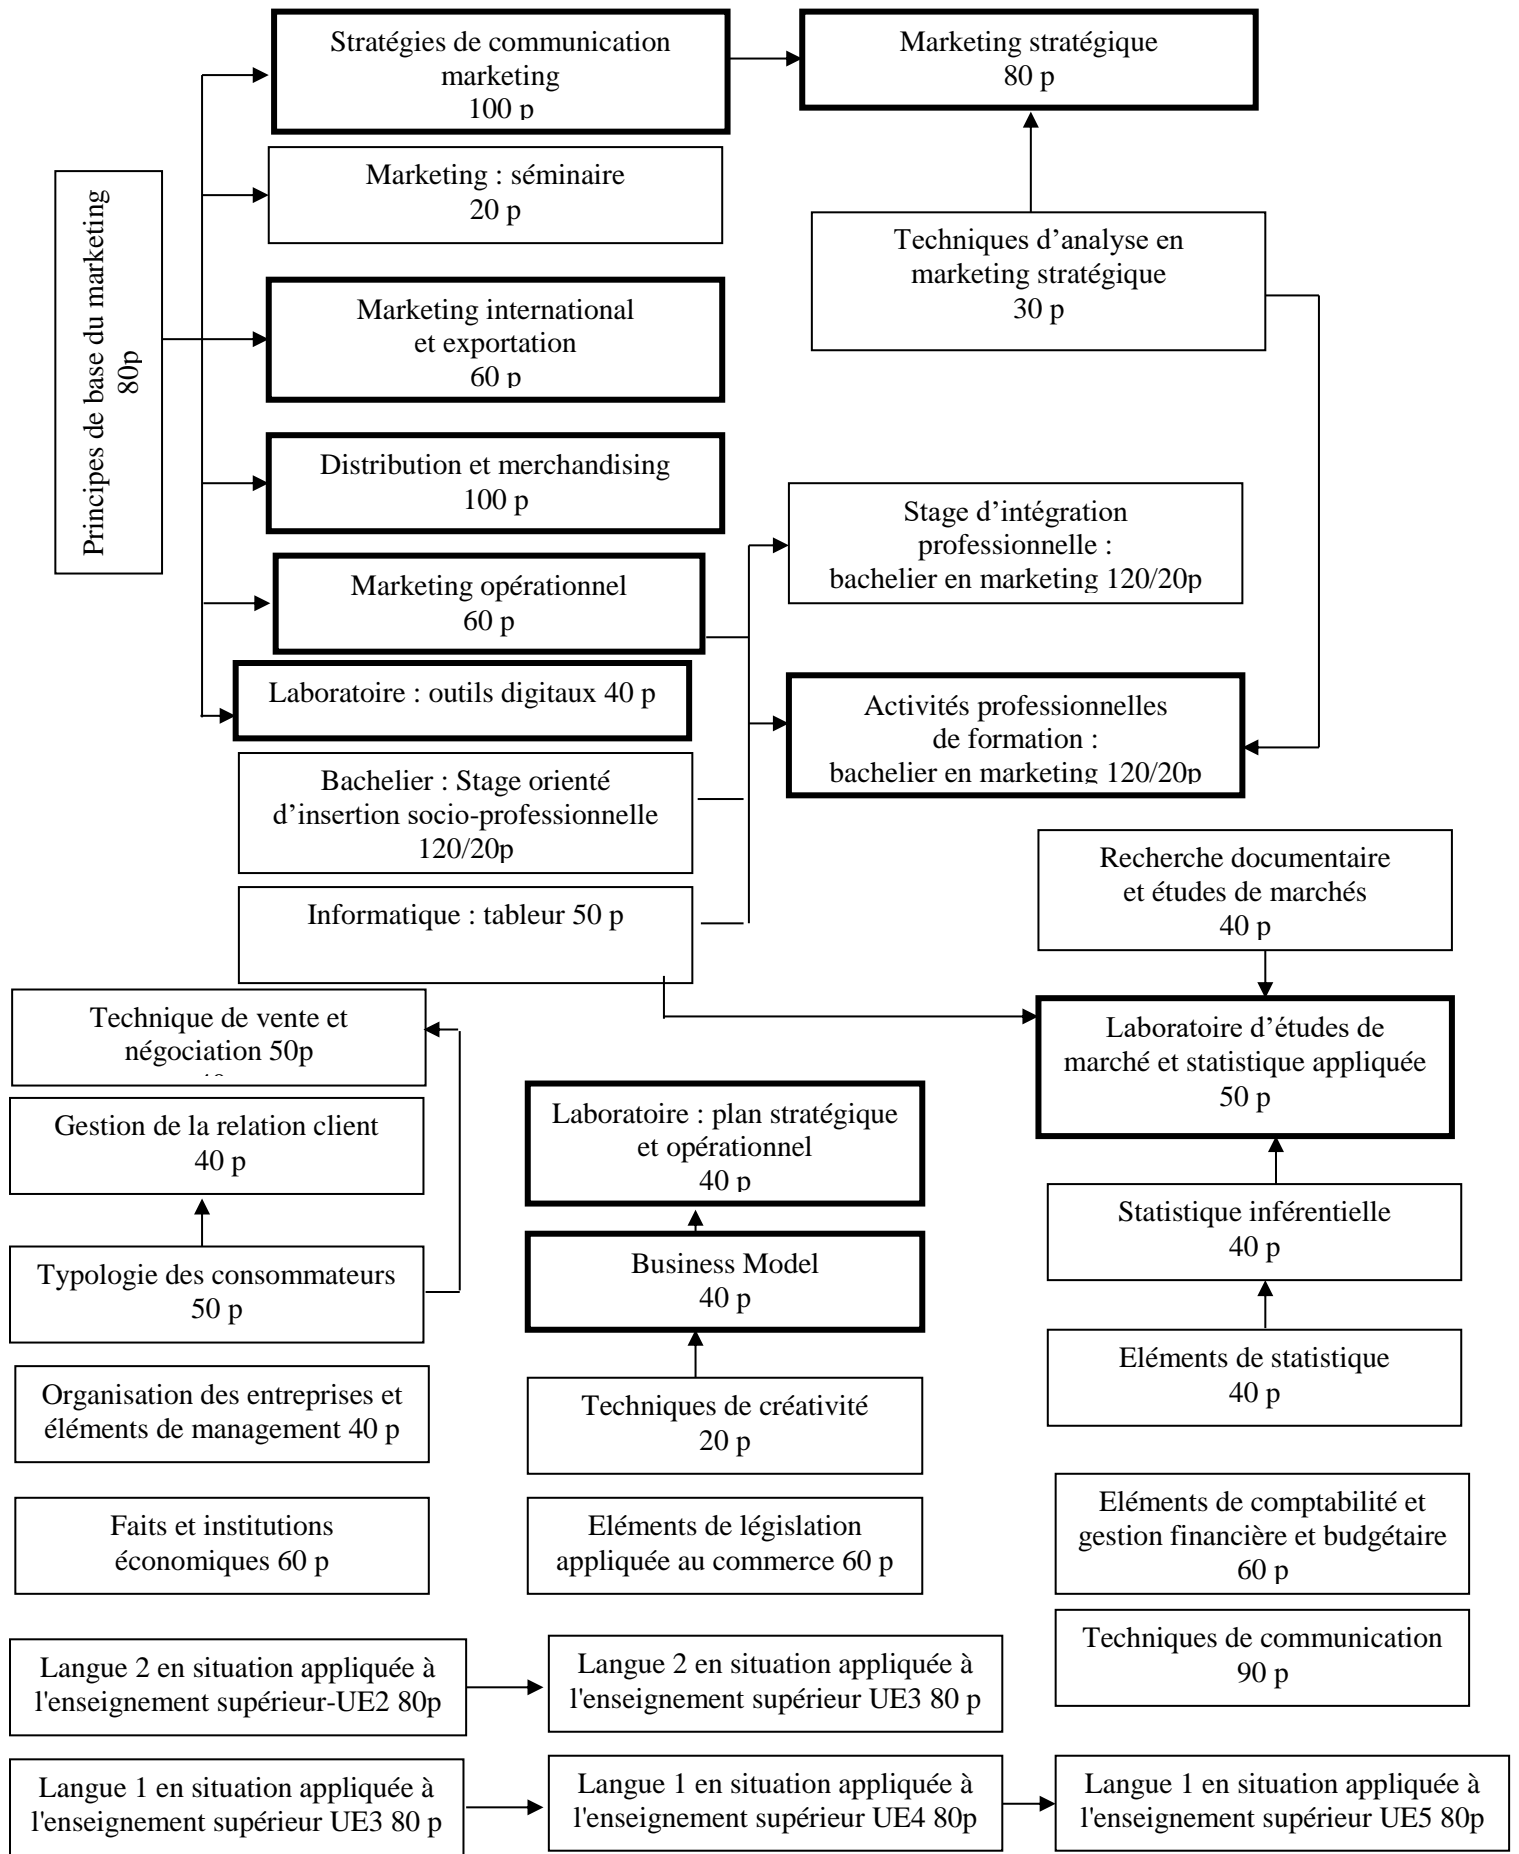 Stratégies de communication
marketing
100 p
Marketing stratégique
80 p
Marketing : séminaire
20 p
Principes de base du marketing
80p
Techniques d’analyse en
marketing stratégique
30 p
Marketing international
et exportation
60 p
Distribution et merchandising
100 p
Stage d’intégration
professionnelle :
bachelier en marketing 120/20p
Marketing opérationnel
60 p
Laboratoire : outils digitaux 40 p
Activités professionnelles
de formation :
bachelier en marketing 120/20p
Bachelier : Stage orienté
d’insertion socio-professionnelle
120/20p
Recherche documentaire
et études de marchés
40 p
Informatique : tableur 50 p
Technique de vente et
négociation 50p
Laboratoire d’études de
marché et statistique appliquée
50 p
Gestion de la relation client
40 p
Laboratoire : plan stratégique
et opérationnel
40 p
Statistique inférentielle
40 p
Typologie des consommateurs
50 p
Business Model
40 p
Eléments de statistique
40 p
Organisation des entreprises et
éléments de management 40 p
Techniques de créativité
20 p
Faits et institutions
économiques 60 p
Eléments de législation
appliquée au commerce 60 p
Eléments de comptabilité et
gestion financière et budgétaire
60 p
Techniques de communication
90 p
Langue 2 en situation appliquée à
l'enseignement supérieur-UE2 80p
Langue 2 en situation appliquée à
l'enseignement supérieur UE3 80 p
Langue 1 en situation appliquée à
l'enseignement supérieur UE3 80 p
Langue 1 en situation appliquée à
l'enseignement supérieur UE4 80p
Langue 1 en situation appliquée à
l'enseignement supérieur UE5 80p